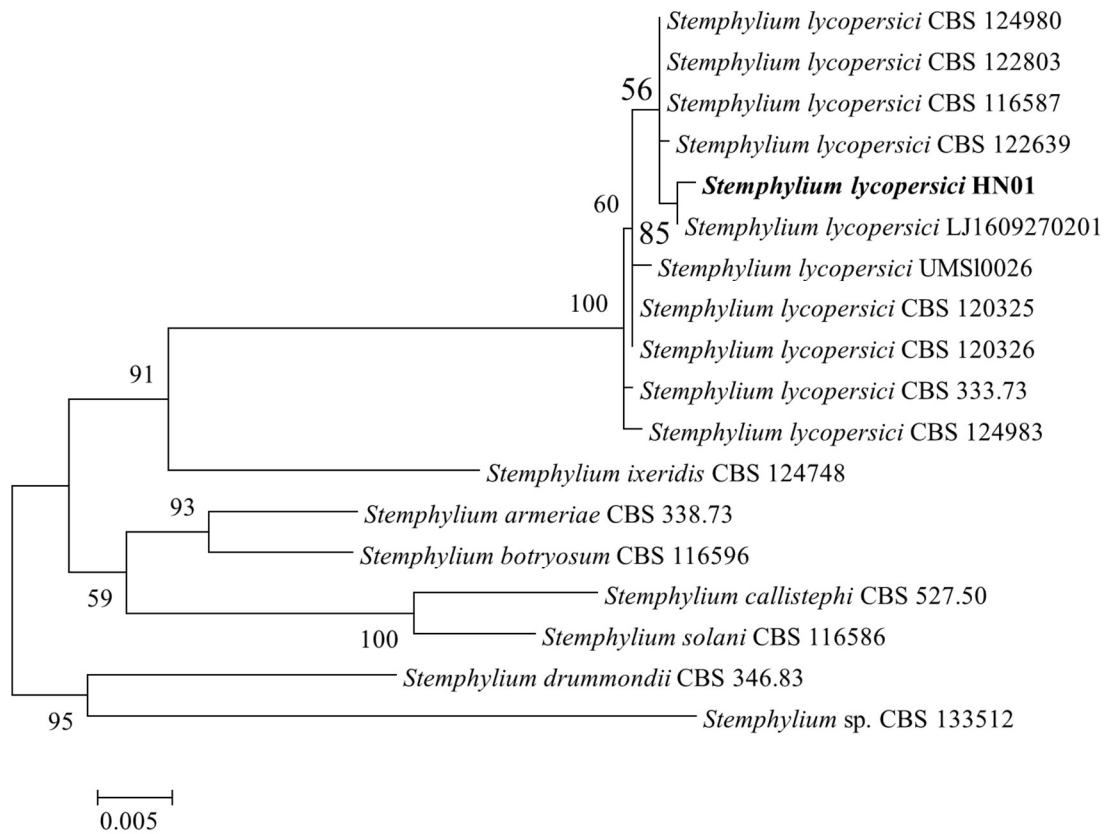 Stemphylium lycopersici CBS 124980
Stemphylium lycopersici CBS 122803
56
Stemphylium lycopersici CBS 116587
Stemphylium lycopersici CBS 122639
Stemphylium lycopersici HN01
60
85
Stemphylium lycopersici LJ1609270201
Stemphylium lycopersici UMSl0026
100
Stemphylium lycopersici CBS 120325
Stemphylium lycopersici CBS 120326
91
Stemphylium lycopersici CBS 333.73
Stemphylium lycopersici CBS 124983
Stemphylium ixeridis CBS 124748
93
Stemphylium armeriae CBS 338.73
Stemphylium botryosum CBS 116596
59
Stemphylium callistephi CBS 527.50
100
Stemphylium solani CBS 116586
Stemphylium drummondii CBS 346.83
95
Stemphylium sp. CBS 133512
0.005